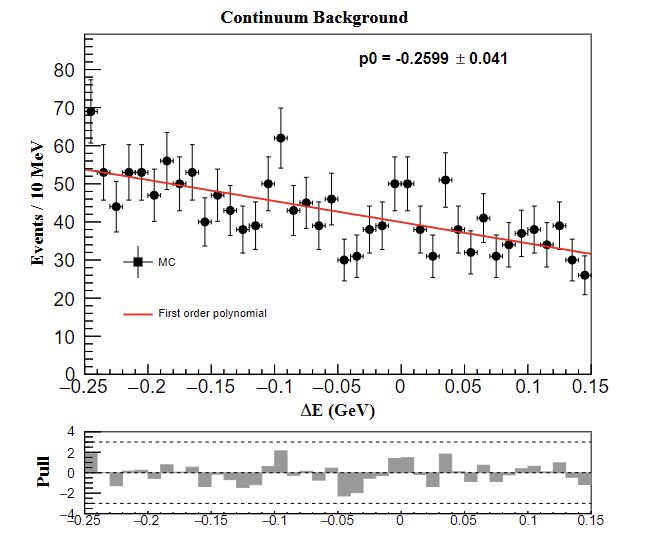 Continuum Background
p0 = -0.2599 ± 0.041
Events / 10 MeV
80
70
60
50
40
30
20
10
0
MC
First order polynomial
−0.25 −0.2 −0.15 −0.1 −0.05 0 0.05 0.1 0.15
ΔE (GeV)
Pull
4
2
0
−2
−4
−0.25 −0.2 −0.15 −0.1 −0.05 0 0.05 0.1 0.15